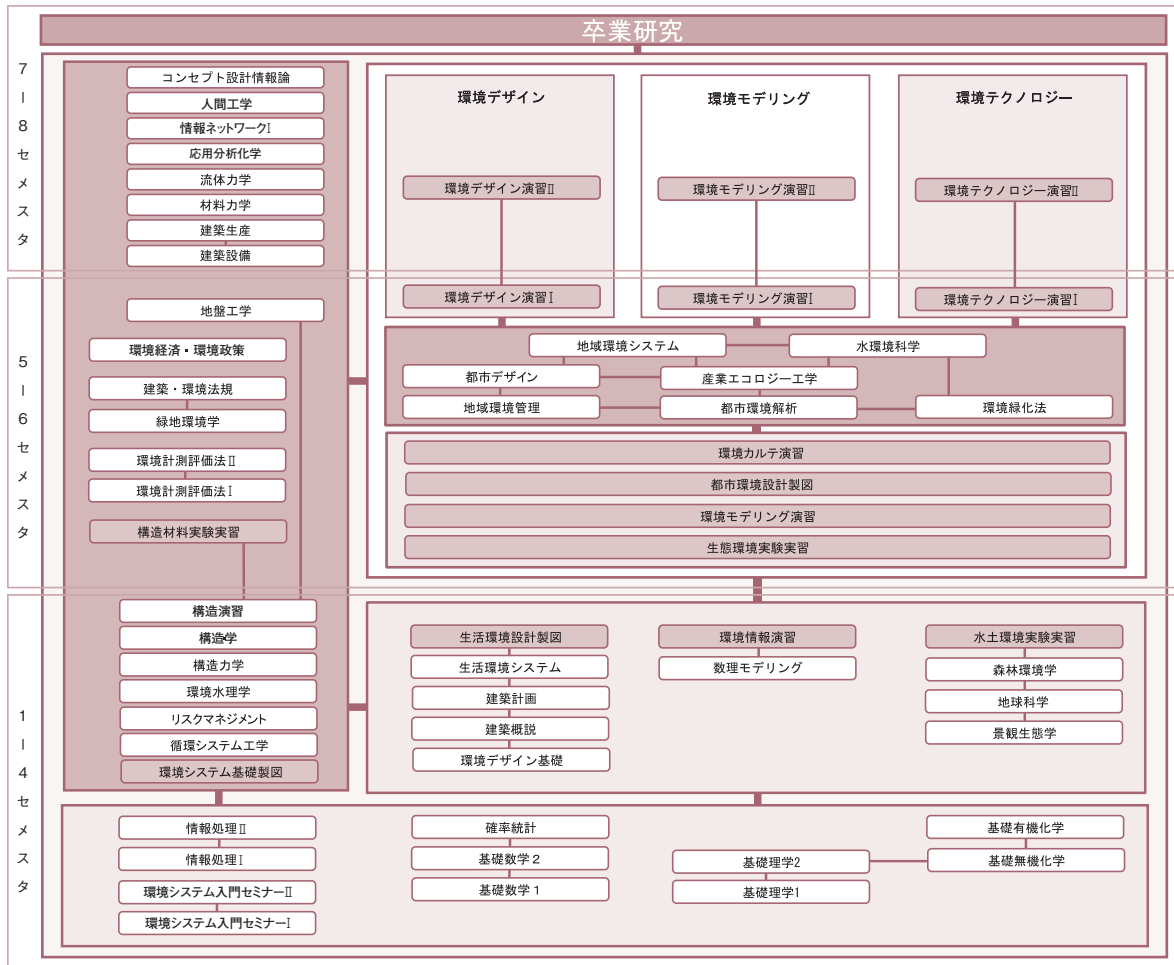 卒業研究
7ー8セメスタ
コンセプト設計情報論
人間工学
情報ネットワークⅠ
応用分析化学
流体力学
材料力学
建築生産
建築設備
環境デザイン
環境モデリング
環境テクノロジー
環境デザイン演習Ⅱ
環境モデリング演習Ⅱ
環境テクノロジー演習Ⅱ
環境デザイン演習Ⅰ
環境モデリング演習Ⅰ
環境テクノロジー演習Ⅰ
5ー6セメスタ
地盤工学
環境経済・環境政策
建築・環境法規
緑地環境学
環境計測評価法Ⅱ
環境計測評価法Ⅰ
構造材料実験実習
地域環境システム
水環境科学
都市デザイン
産業エコロジー工学
地域環境管理
都市環境解析
環境緑化法
環境カルテ演習
都市環境設計製図
環境モデリング演習
生態環境実験実習
1ー4セメスタ
構造演習
構造学
構造力学
環境水理学
リスクマネジメント
循環システム工学
環境システム基礎製図
生活環境設計製図
生活環境システム
建築計画
建築概説
環境デザイン基礎
環境情報演習
数理モデリング
水土環境実験実習
森林環境学
地球科学
景観生態学
情報処理Ⅱ
情報処理Ⅰ
環境システム入門セミナーⅡ
環境システム入門セミナーⅠ
確率統計
基礎数学2
基礎数学1
基礎理学2
基礎理学1
基礎有機化学
基礎無機化学